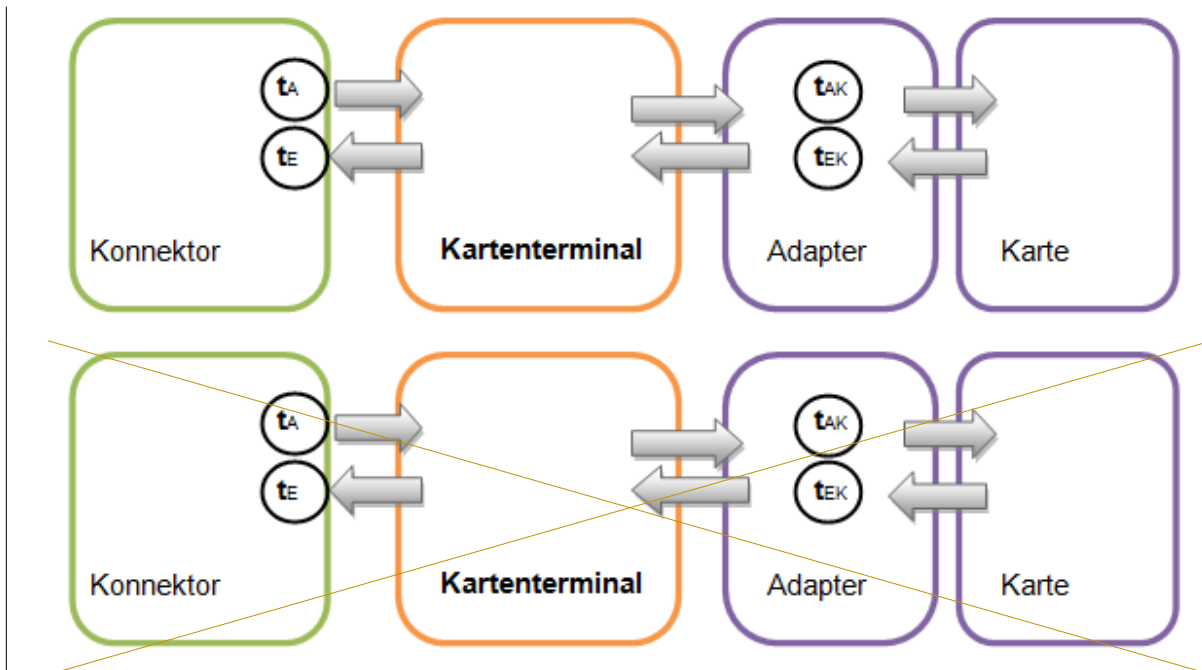 tA
tAK
tE
tEK
Konnektor
Kartenterminal
Adapter
Karte
tA
tAK
tE
tEK
Konnektor
Kartenterminal
Adapter
Karte